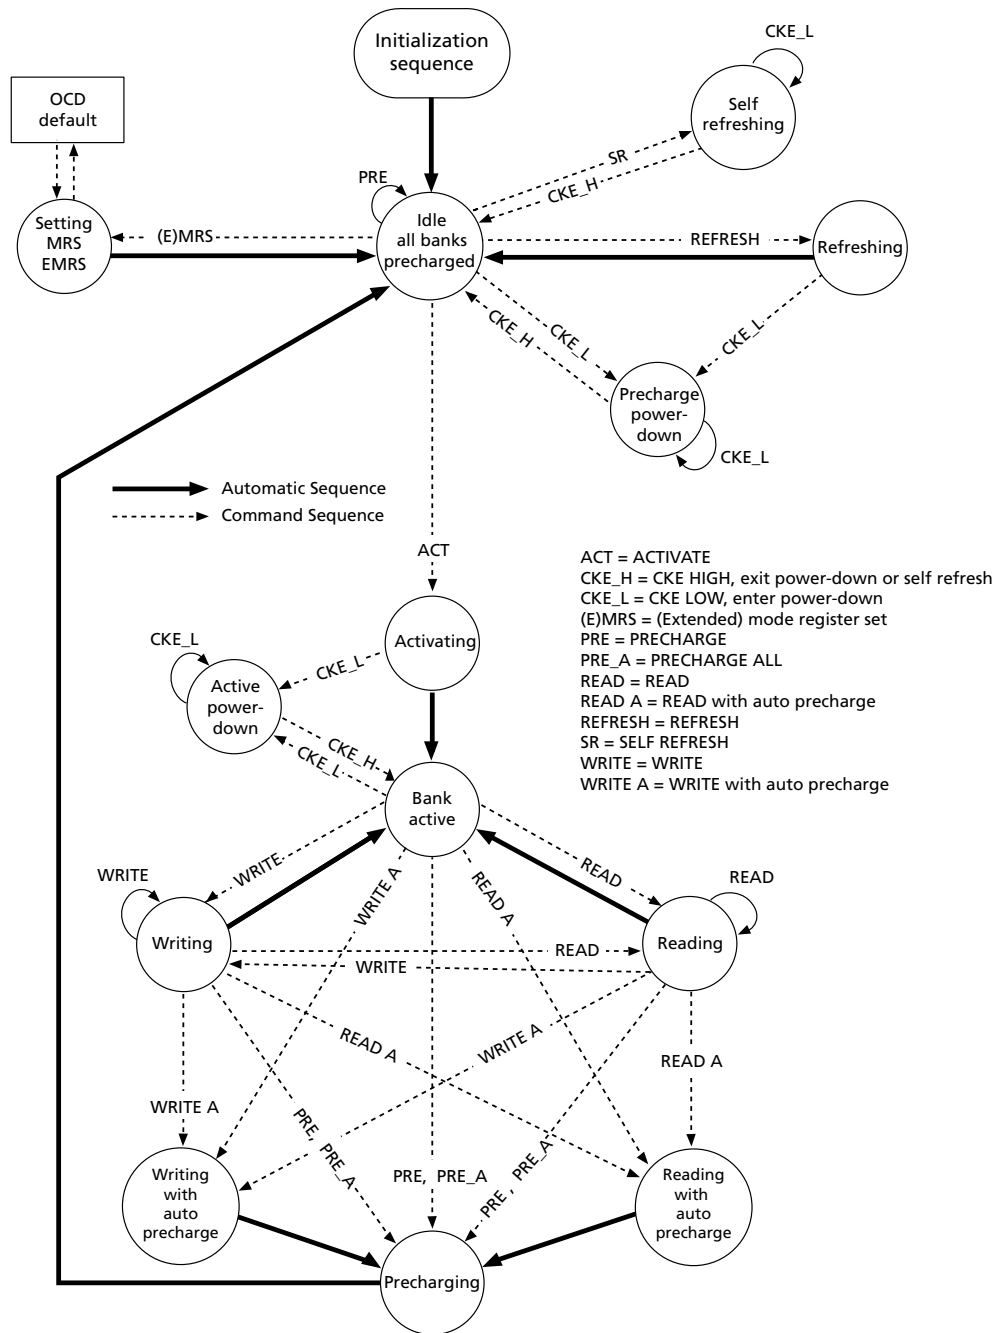 Initialization
sequence
CKE_L
OCD
default
Self
refreshing
SR
PRE
CKE_H
Setting
MRS
EMRS
(E)MRS
Idle
all banks
precharged
REFRESH
Refreshing
CKE_L
CKE_H
CKE_L
Precharge
power-
down
CKE_L
Automatic Sequence
Command Sequence
ACT
ACT = ACTIVATE
CKE_H = CKE HIGH, exit power-down or self refresh
CKE_L = CKE LOW, enter power-down
(E)MRS = (Extended) mode register set
PRE = PRECHARGE
PRE_A = PRECHARGE ALL
READ = READ
READ A = READ with auto precharge
REFRESH = REFRESH
SR = SELF REFRESH
WRITE = WRITE
WRITE A = WRITE with auto precharge
Activating
CKE_L
CKE_L
Active
power-
down
CKE_H
CKE_L
Bank
active
WRITE
READ
WRITE
READ
WRITE A
READ A
Writing
READ
WRITE
Reading
READ A
WRITE A
READ A
WRITE A
PRE, PRE_A
PRE, PRE_A
PRE, PRE_A
Writing
with
auto
precharge
Reading
with
auto
precharge
Precharging